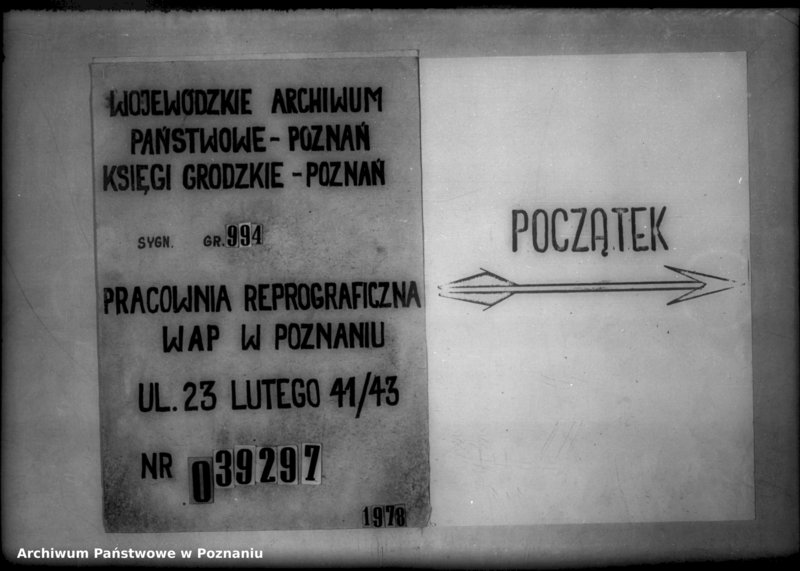 WOJEWÓDZKIE ARCHIWUM
PAŃSTWOWE - POZNAŃ
KSIĘGI GRODZKIE - POZNAŃ
SYGN. GR. 994
PRACOWNIA REPROGRAFICZNA
WAP W POZNANIU
UL. 23 LUTEGO 41/43
NR 039297
1978
POCZĄTEK
Archiwum Państwowe w Poznaniu